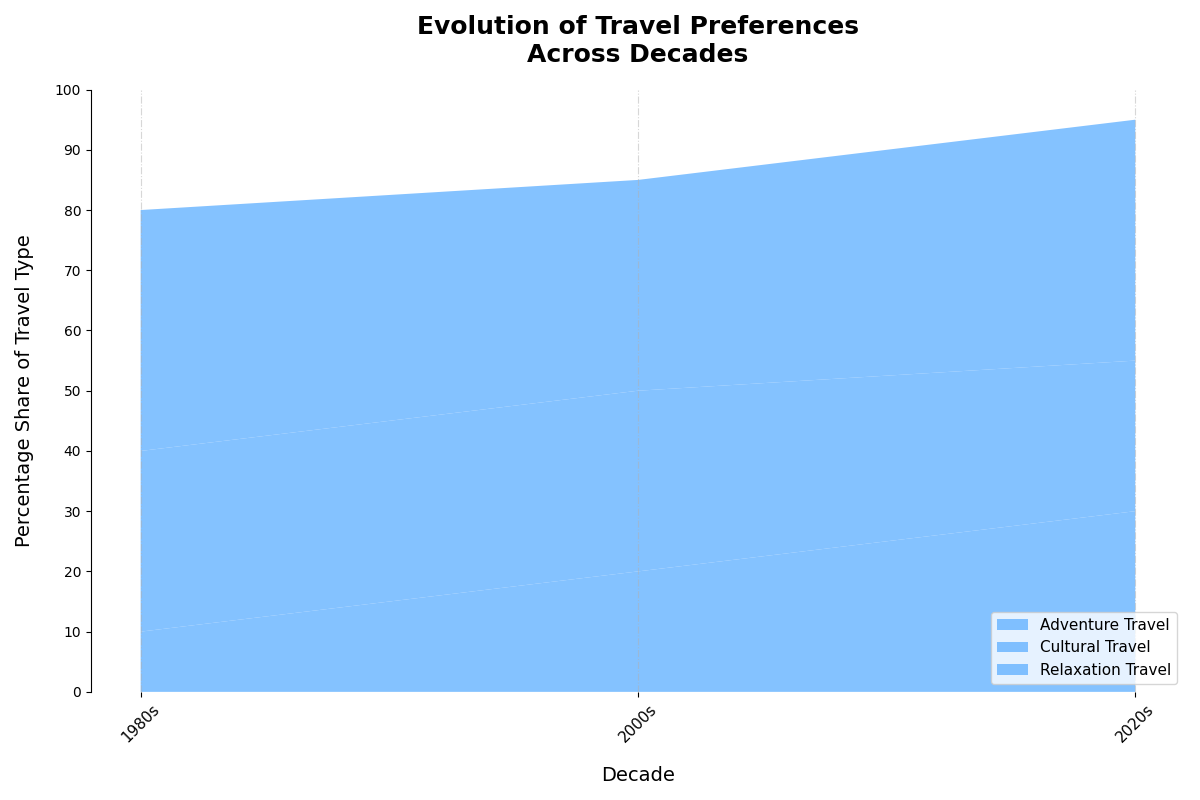 Evolution of Travel Preferences
Across Decades
Percentage Share of Travel Type
100
90
80
70
60
50
40
30
20
10
0
Adventure Travel
Cultural Travel
Relaxation Travel
1980s
2000s
2020s
Decade